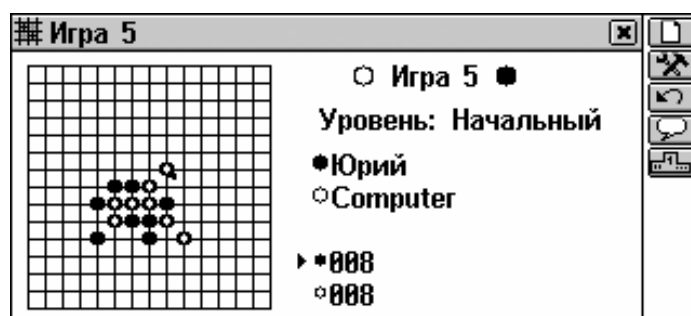 Игра 5
Игра 5
Уровень: Начальный
Юрий
Computer
008
008